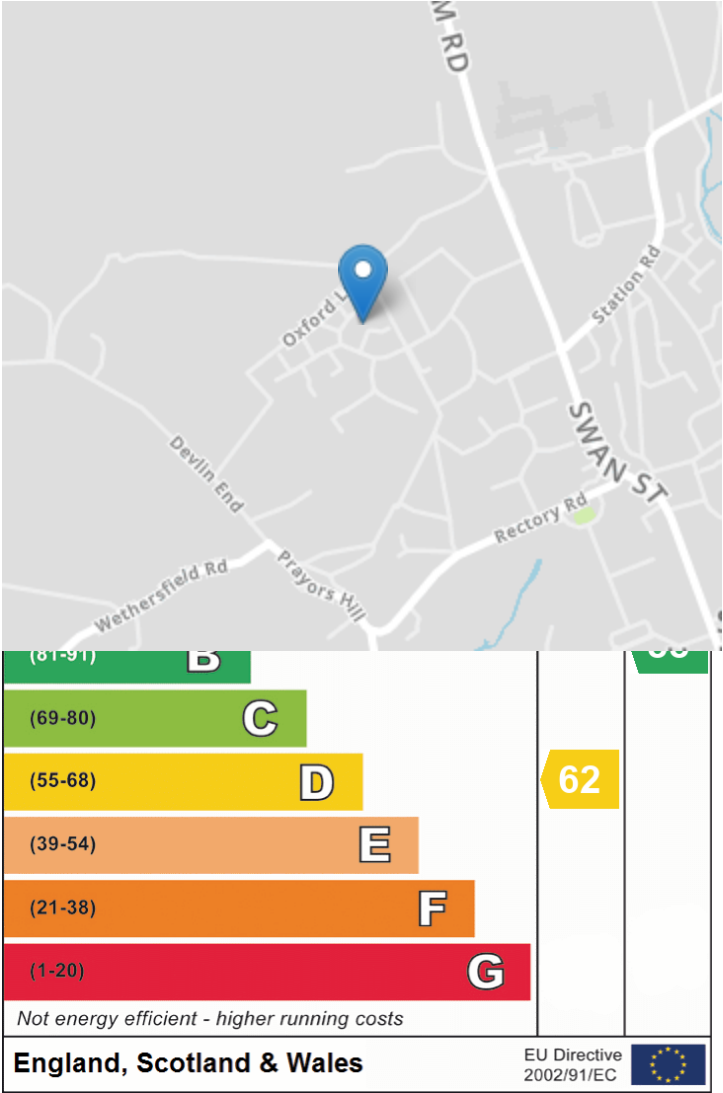 M RD
Oxford L
Station Rd
SWAN ST
Devlin End
Rectory Rd
Wethersfield Rd
Prayors Hill
(81-91) B
(69-80) C
(55-68) D 62
(39-54) E
(21-38) F
(1-20) G
Not energy efficient - higher running costs
England, Scotland & Wales
EU Directive
2002/91/EC